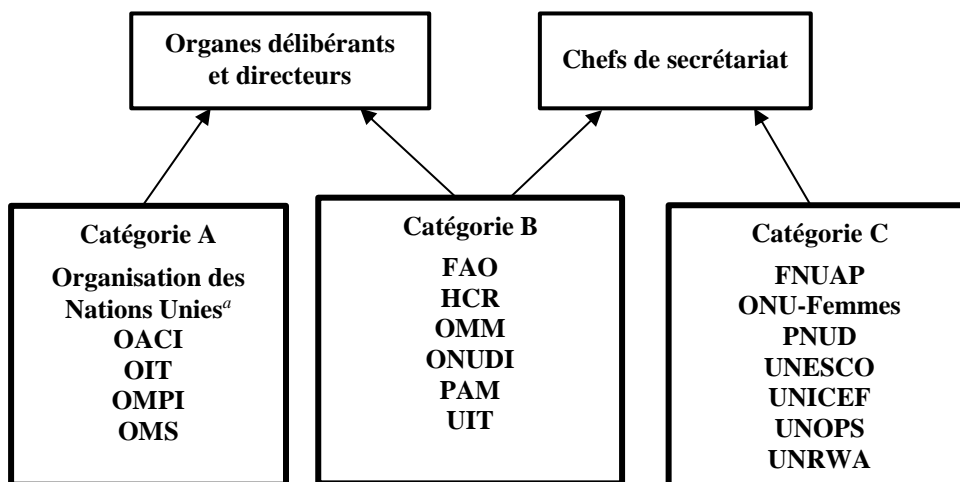 Organes délibérants
et directeurs
Chefs de secrétariat
Catégorie A
Organisation des
Nations Uniesᵃ
OACI
OIT
OMPI
OMS
Catégorie B
FAO
HCR
OMM
ONUDI
PAM
UIT
Catégorie C
FNUAP
ONU-Femmes
PNUD
UNESCO
UNICEF
UNOPS
UNRWA